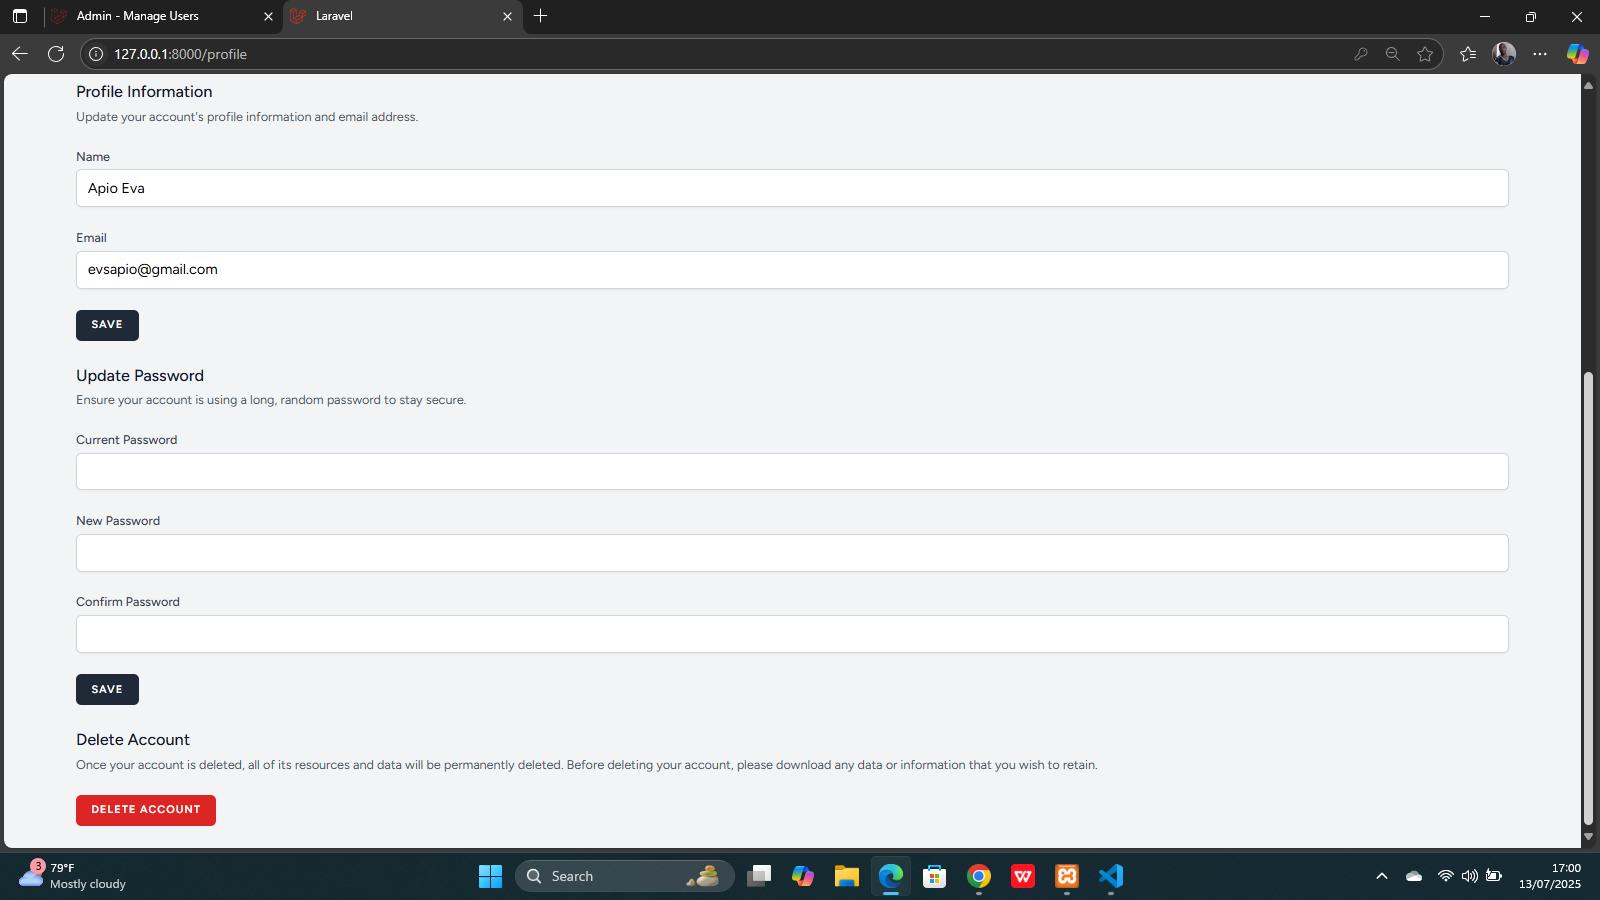 Admin - Manage Users
Laravel
127.0.0.1:8000/profile
Profile Information
Update your account's profile information and email address.
Name
Apio Eva
Email
evsapio@gmail.com
SAVE
Update Password
Ensure your account is using a long, random password to stay secure.
Current Password
New Password
Confirm Password
SAVE
Delete Account
Once your account is deleted, all of its resources and data will be permanently deleted. Before deleting your account, please download any data or information that you wish to retain.
DELETE ACCOUNT
3
79°F
Mostly cloudy
Search
W
17:00
13/07/2025